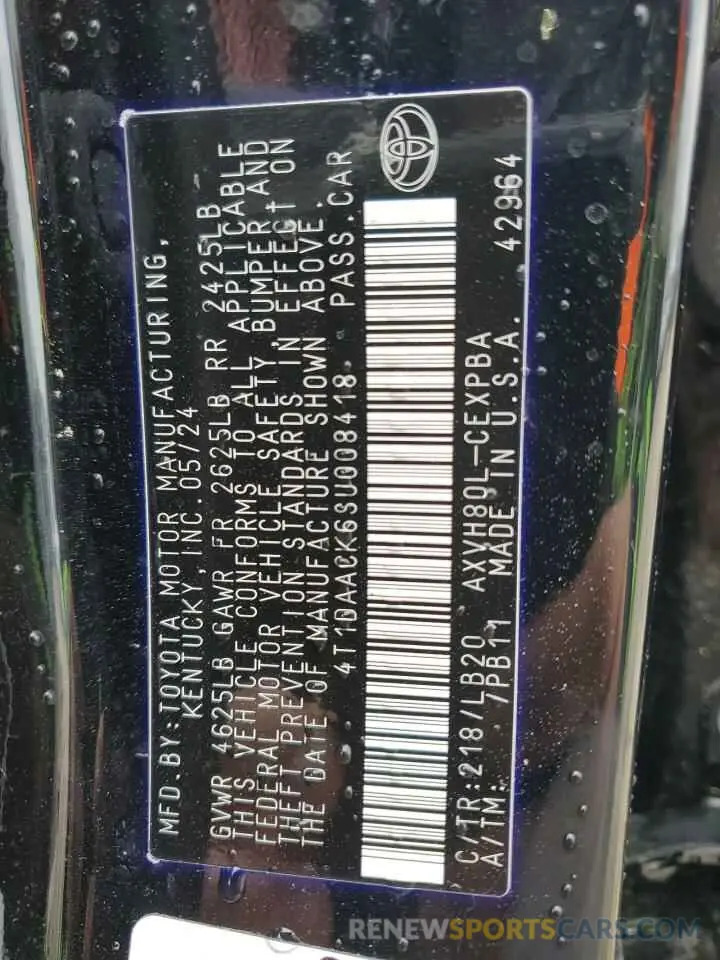 MFD.BY:TOYOTA MOTOR MANUFACTURING,
KENTUCKY,INC.05/24
GVWR 4625LB GAWR FR 2625LB RR 2425LB
THIS VEHICLE CONFORMS TO ALL APPLICABLE
FEDERAL MOTOR VEHICLE SAFETY, BUMPER AND
THEFT PREVENTION STANDARDS IN EFFECT ON
THE DATE OF MANUFACTURE SHOWN ABOVE.
4T1DAACK6SU008418 PASS.CAR
C/TR:218/LB20 AXVH80L-CEXPBA
A/TM: 7PB11 MADE IN U.S.A. 42964
RENEWSPORTSCARS.COM